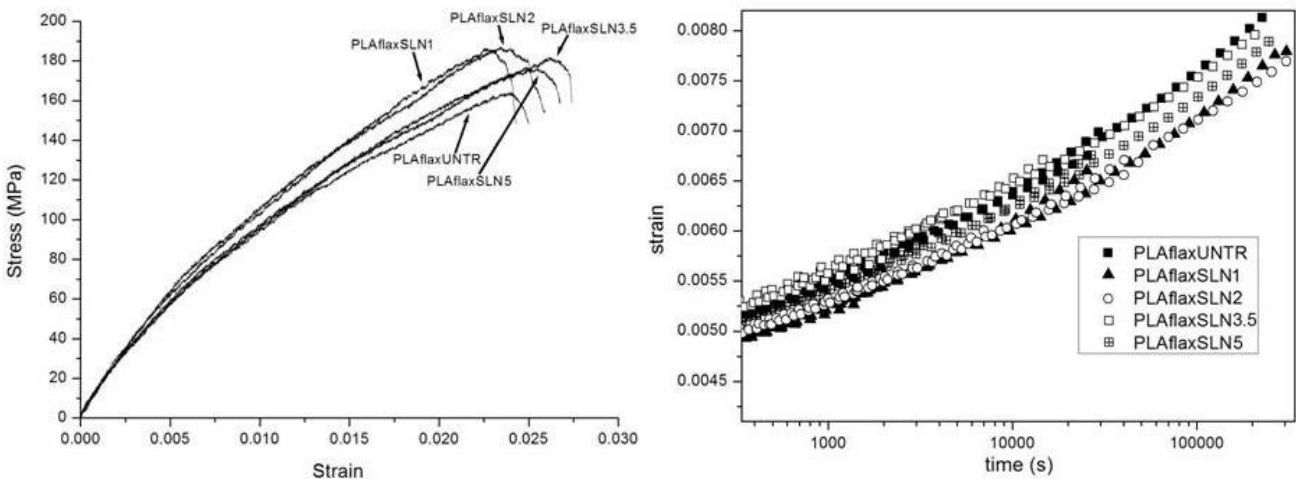 PLAflaxSLN2
PLAflaxSLN1
PLAflaxSLN3.5
PLAflaxUNTR
PLAflaxSLN5
200
180
160
140
120
100
80
60
40
20
0
Stress (MPa)
0.000
0.005
0.010
0.015
0.020
0.025
0.030
Strain
0.0080
0.0075
0.0070
0.0065
0.0060
0.0055
0.0050
0.0045
strain
PLAflaxUNTR
PLAflaxSLN1
PLAflaxSLN2
PLAflaxSLN3.5
PLAflaxSLN5
1000
10000
100000
time (s)